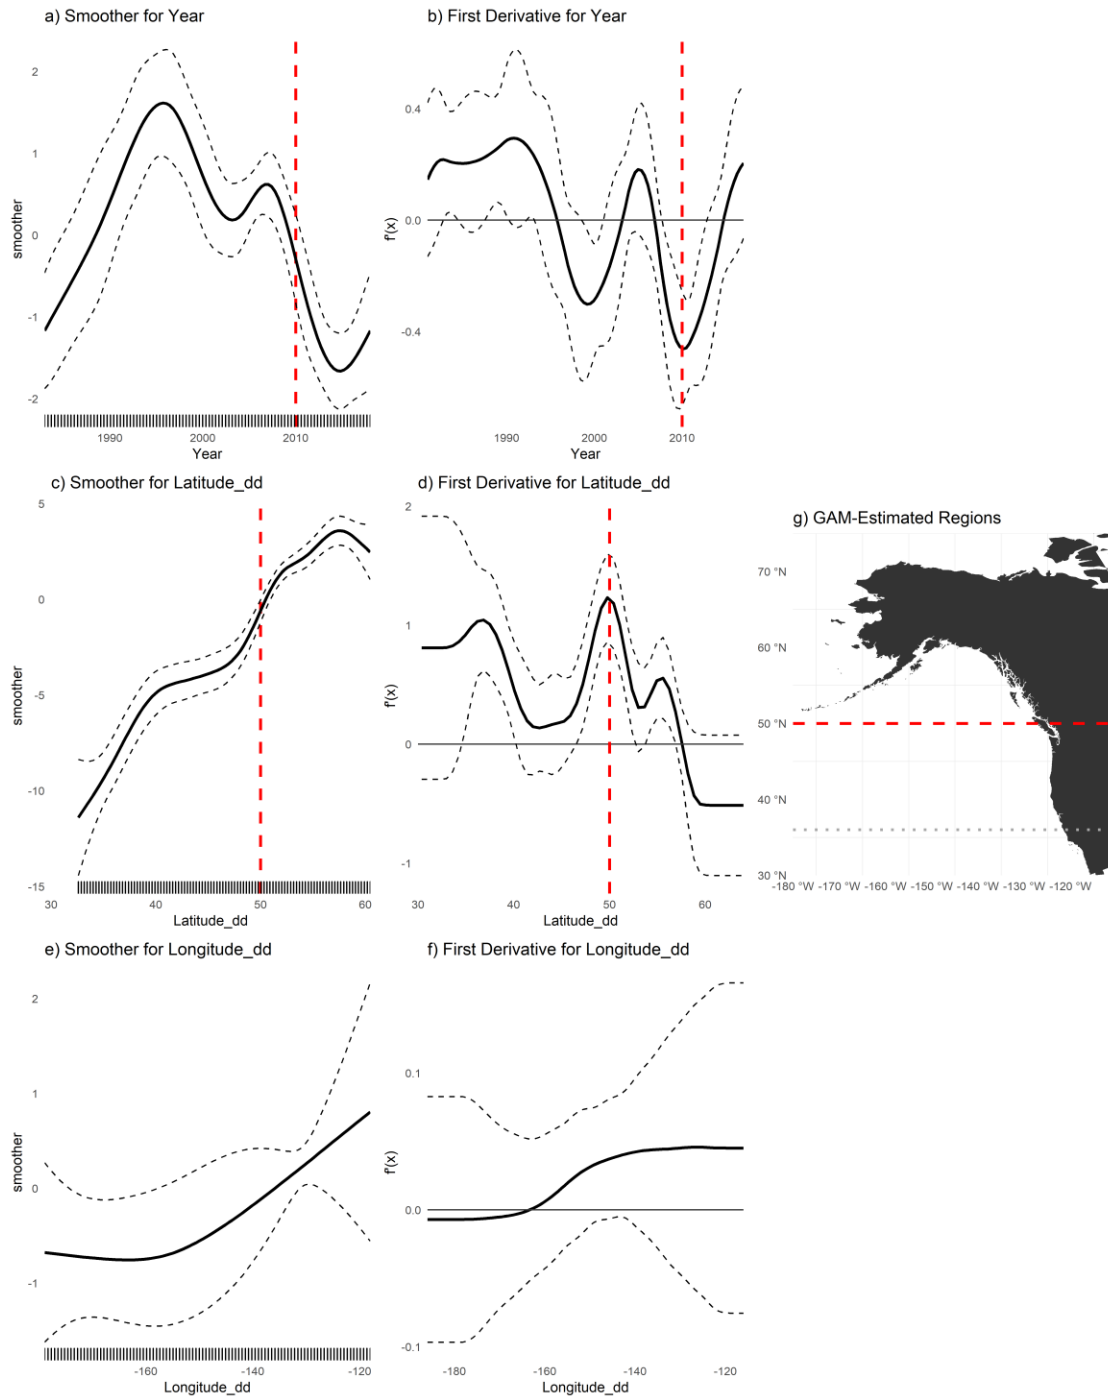 a) Smoother for Year
b) First Derivative for Year
2
1
0
-1
-2
smoother
1990 2000 2010
Year
0.4
0.0
-0.4
f'(x)
1990 2000 2010
Year
c) Smoother for Latitude_dd
d) First Derivative for Latitude_dd
5
0
-5
-10
-15
smoother
30 40 50 60
Latitude_dd
2
1
0
-1
f'(x)
30 40 50 60
Latitude_dd
g) GAM-Estimated Regions
70 °N
60 °N
50 °N
40 °N
30 °N
-180 °W -170 °W -160 °W -150 °W -140 °W -130 °W -120 °W
e) Smoother for Longitude_dd
f) First Derivative for Longitude_dd
2
1
0
-1
smoother
-160 -140 -120
Longitude_dd
0.1
0.0
-0.1
f'(x)
-180 -160 -140 -120
Longitude_dd